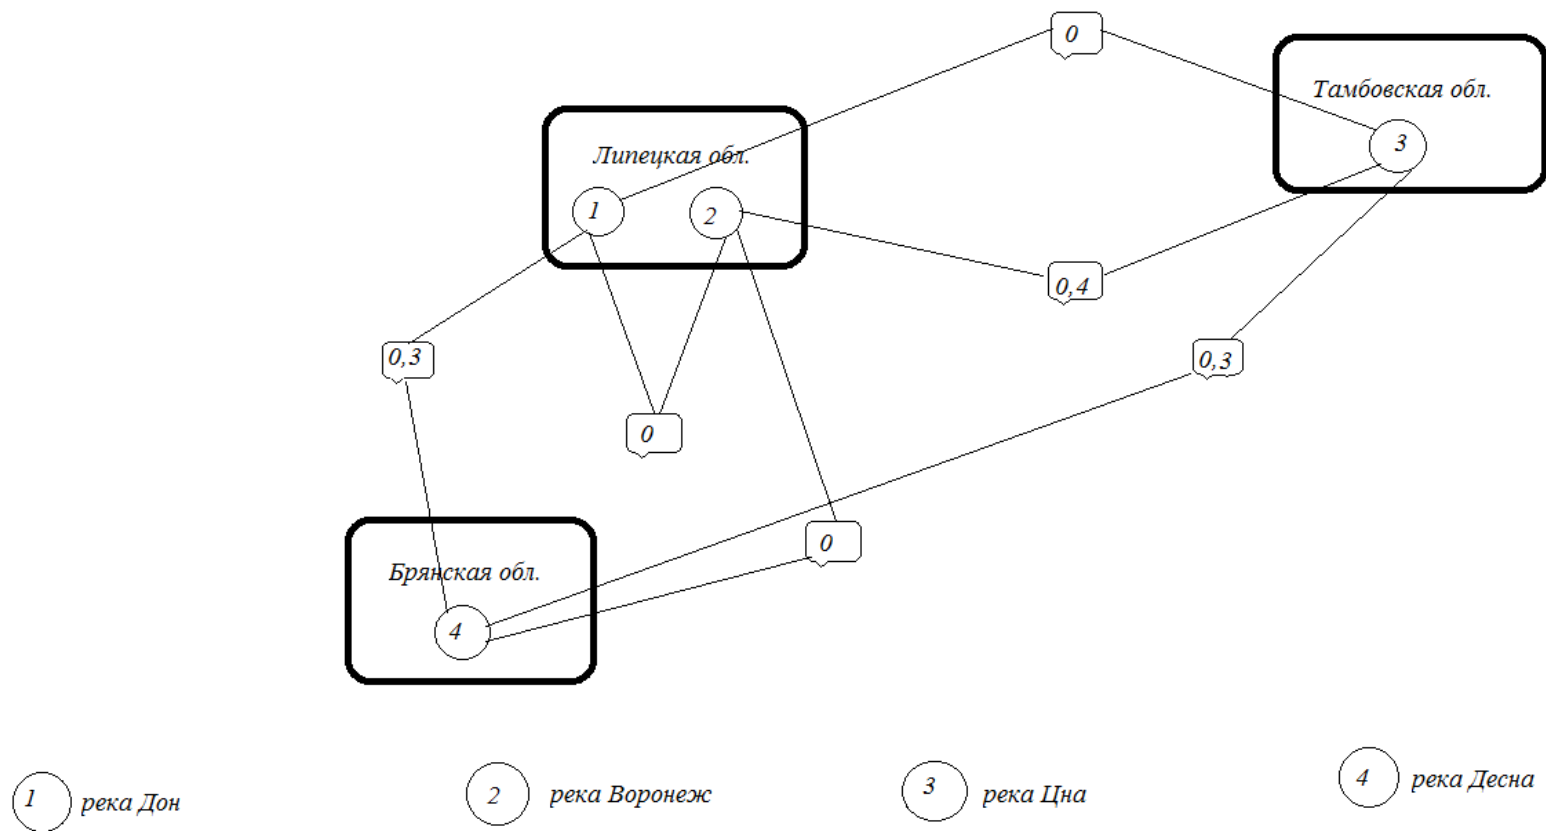 0
Тамбовская обл.
3
Липецкая обл.
1
2
0,4
0,3
0,3
0
0
Брянская обл.
4
1 река Дон
2 река Воронеж
3 река Цна
4 река Десна